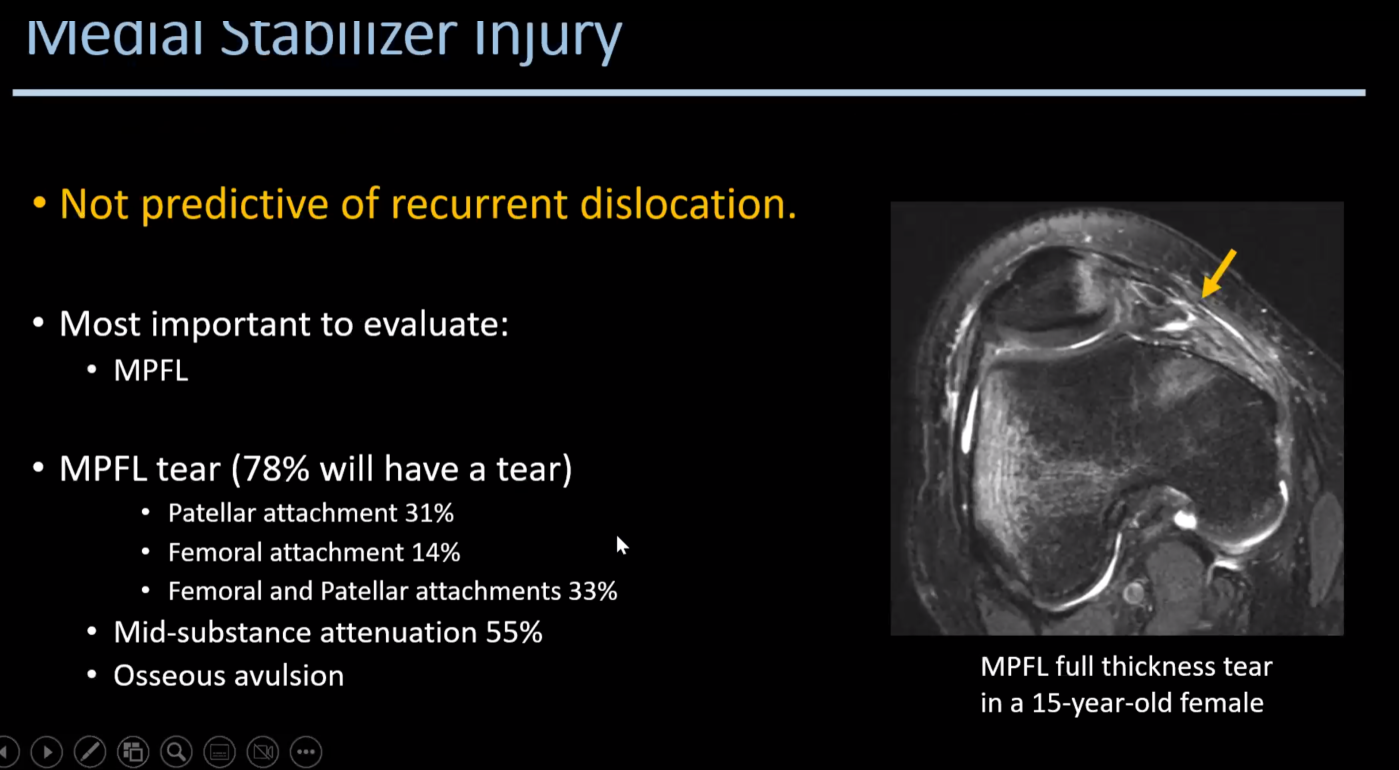 Medial Stabilizer Injury
• Not predictive of recurrent dislocation.
• Most important to evaluate:
• MPFL
• MPFL tear (78% will have a tear)
• Patellar attachment 31%
• Femoral attachment 14%
• Femoral and Patellar attachments 33%
• Mid-substance attenuation 55%
• Osseous avulsion
MPFL full thickness tear
in a 15-year-old female